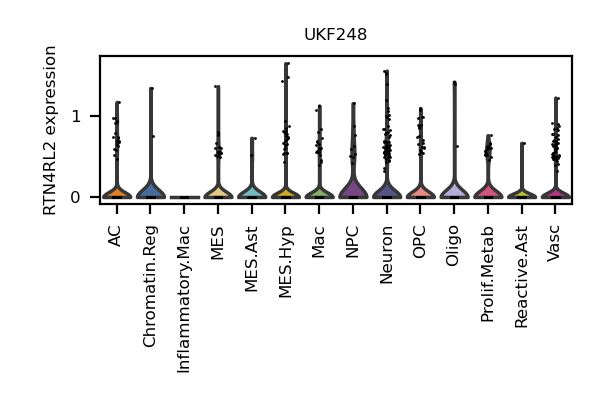 UKF248
RTN4RL2 expression
1
0
AC
Chromatin.Reg
Inflammatory.Mac
MES
MES.Ast
MES.Hyp
Mac
NPC
Neuron
OPC
Oligo
Prolif.Metab
Reactive.Ast
Vasc